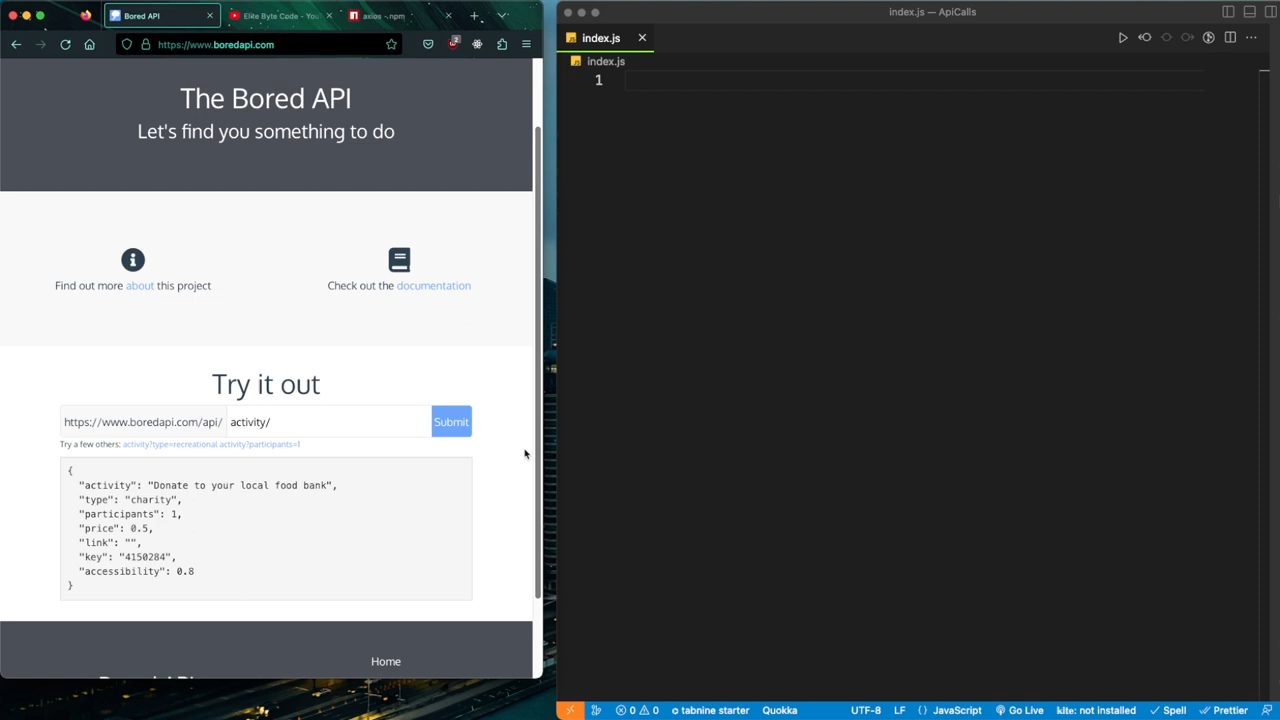 Bored API
Elite Byte Code - You
axios - npm
https://www.boredapi.com
2
The Bored API
Let's find you something to do
Find out more about this project
Check out the documentation
Try it out
https://www.boredapi.com/api/ activity/ Submit
Try a few others: activity?type=recreational activity?participants=1
{
"activity": "Donate to your local food bank",
"type": "charity",
"participants": 1,
"price": 0.5,
"link": "",
"key": "4150284",
"accessibility": 0.8
}
Home
index.js — ApiCalls
index.js
index.js
1
0 0 tabnine starter Quokka UTF-8 LF {} JavaScript Go Live kite: not installed Spell Prettier